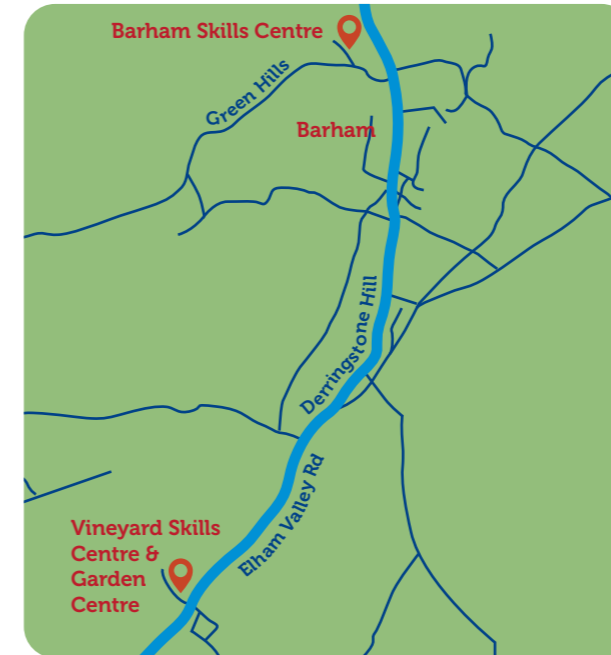 Barham Skills Centre
Green Hills
Barham
Derringstone Hill
Elham Valley Rd
Vineyard Skills
Centre &
Garden
Centre